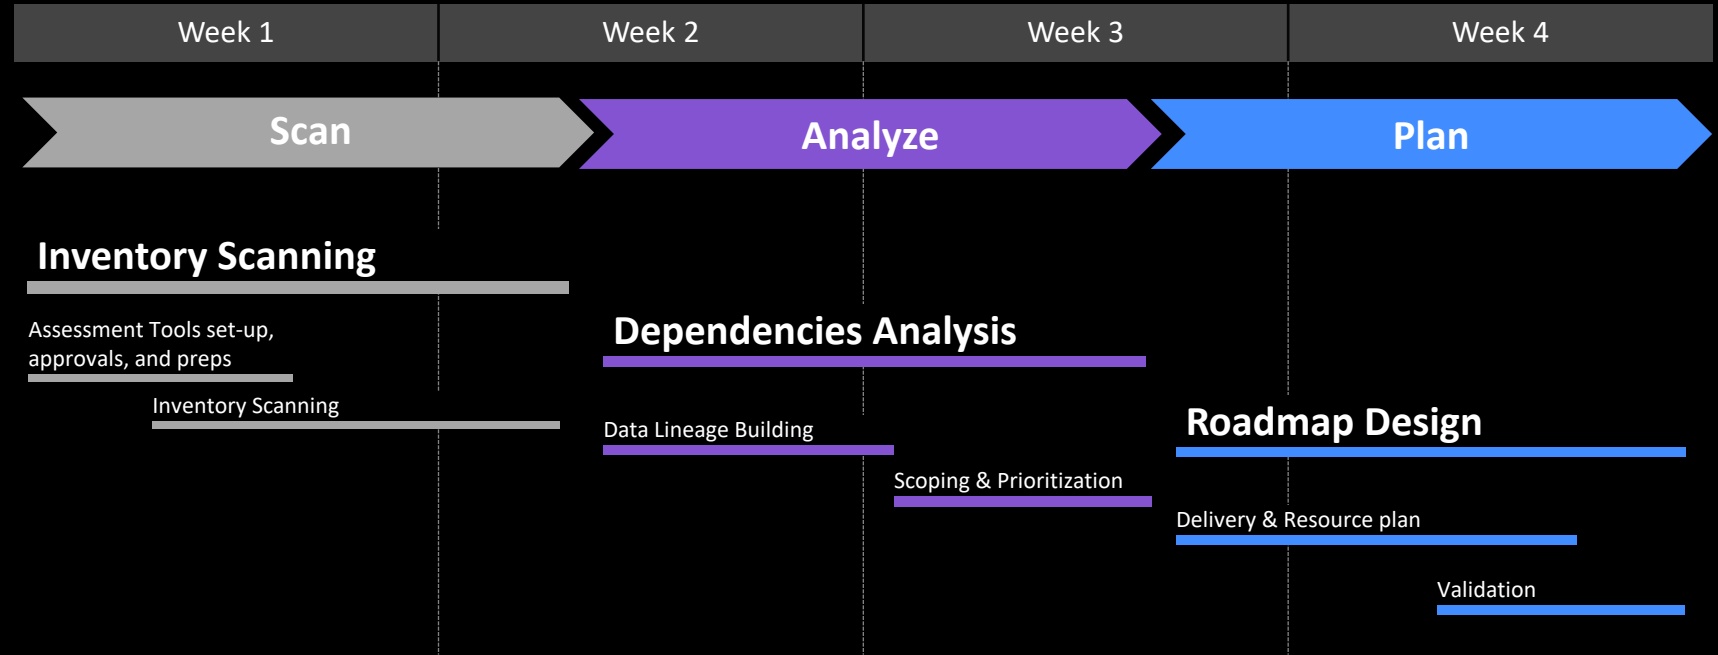 Week 1
Week 2
Week 3
Week 4
Scan
Analyze
Plan
Inventory Scanning
Assessment Tools set-up,
approvals, and preps
Inventory Scanning
Dependencies Analysis
Data Lineage Building
Scoping & Prioritization
Roadmap Design
Delivery & Resource plan
Validation